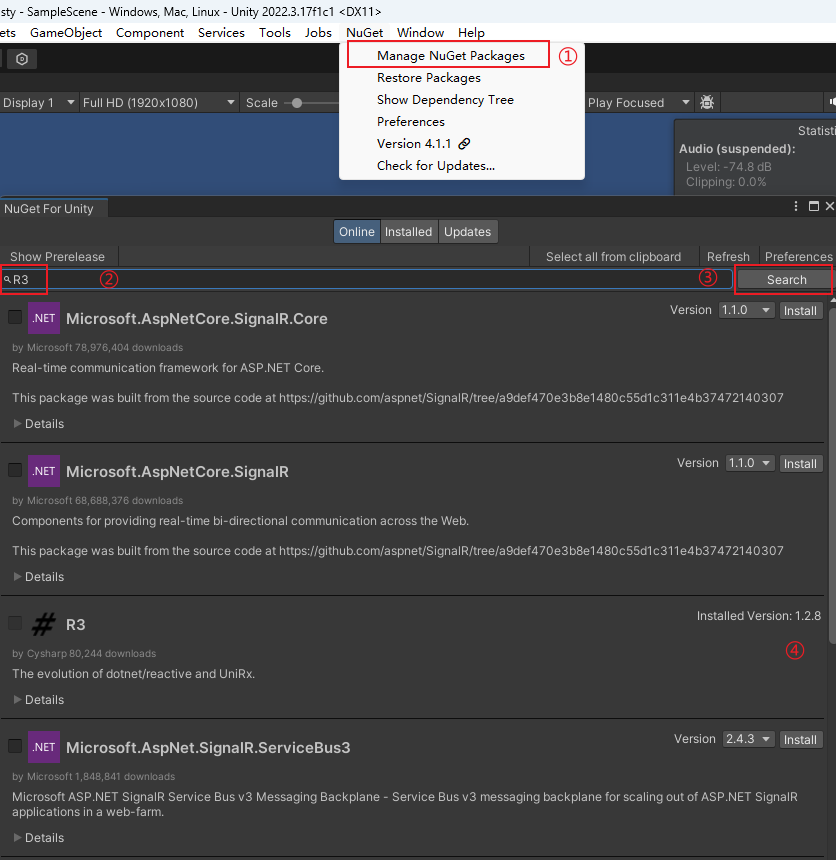 sty - SampleScene - Windows, Mac, Linux - Unity 2022.3.17f1c1 <DX11>
ets GameObject Component Services Tools Jobs NuGet Window Help
Manage NuGet Packages ①
Restore Packages
Display 1 Full HD (1920x1080) Scale Show Dependency Tree Play Focused
Preferences
Statisti
Version 4.1.1
Audio (suspended):
Check for Updates...
Level: -74.8 dB
Clipping: 0.0%
NuGet For Unity
Online Installed Updates
Show Prerelease Select all from clipboard Refresh Preferences
R3 ② ③ Search
.NET Microsoft.AspNetCore.SignalR.Core Version 1.1.0 Install
by Microsoft 78,976,404 downloads
Real-time communication framework for ASP.NET Core.
This package was built from the source code at https://github.com/aspnet/SignalR/tree/a9def470e3b8e1480c55d1c311e4b37472140307
Details
.NET Microsoft.AspNetCore.SignalR Version 1.1.0 Install
by Microsoft 68,688,376 downloads
Components for providing real-time bi-directional communication across the Web.
This package was built from the source code at https://github.com/aspnet/SignalR/tree/a9def470e3b8e1480c55d1c311e4b37472140307
Details
# R3 Installed Version: 1.2.8
④
by Cysharp 80,244 downloads
The evolution of dotnet/reactive and UniRx.
Details
.NET Microsoft.AspNet.SignalR.ServiceBus3 Version 2.4.3 Install
by Microsoft 1,848,841 downloads
Microsoft ASP.NET SignalR Service Bus v3 Messaging Backplane - Service Bus v3 messaging backplane for scaling out of ASP.NET SignalR
applications in a web-farm.
Details